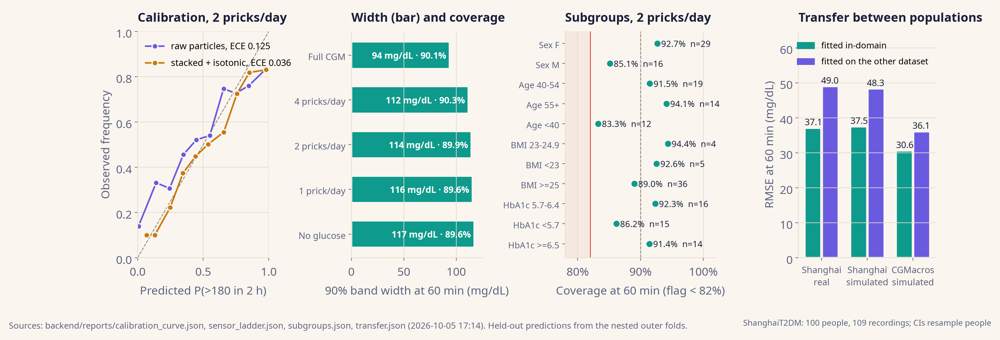 Calibration, 2 pricks/day
1.0
0.8
0.6
0.4
0.2
0.0
Observed frequency
raw particles, ECE 0.125
stacked + isotonic, ECE 0.036
0.0 0.5 1.0
Predicted P(>180 in 2 h)
Width (bar) and coverage
Full CGM 94 mg/dL · 90.1%
4 pricks/day 112 mg/dL · 90.3%
2 pricks/day 114 mg/dL · 89.9%
1 prick/day 116 mg/dL · 89.6%
No glucose 117 mg/dL · 89.6%
0 50 100
90% band width at 60 min (mg/dL)
Subgroups, 2 pricks/day
Sex F 92.7% n=29
Sex M 85.1% n=16
Age 40-54 91.5% n=19
Age 55+ 94.1% n=14
Age <40 83.3% n=12
BMI 23-24.9 94.4% n=4
BMI <23 92.6% n=5
BMI >=25 89.0% n=36
HbA1c 5.7-6.4 92.3% n=16
HbA1c <5.7 86.2% n=15
HbA1c >=6.5 91.4% n=14
80% 90% 100%
Coverage at 60 min (flag < 82%)
Transfer between populations
60
50
40
30
20
10
0
RMSE at 60 min (mg/dL)
fitted in-domain
fitted on the other dataset
37.1 49.0 37.5 48.3 30.6 36.1
Shanghai Shanghai CGMacros
real simulated simulated
Sources: backend/reports/calibration_curve.json, sensor_ladder.json, subgroups.json, transfer.json (2026-10-05 17:14). Held-out predictions from the nested outer folds.
ShanghaiT2DM: 100 people, 109 recordings; CIs resample people